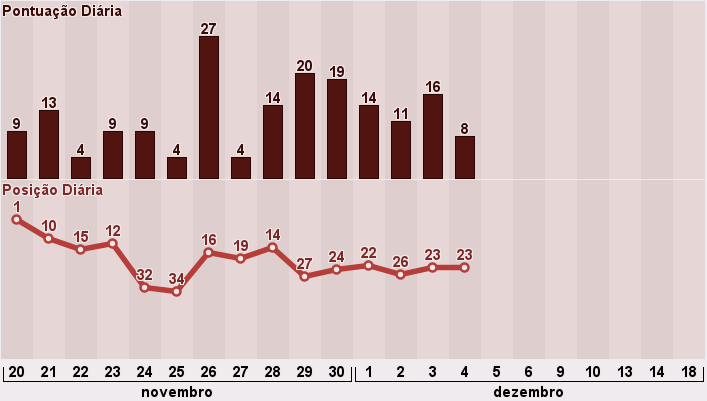 Pontuação Diária
9 13 4 9 9 4 27 4 14 20 19 14 11 16 8
Posição Diária
1 10 15 12 32 34 16 19 14 27 24 22 26 23 23
20 21 22 23 24 25 26 27 28 29 30 1 2 3 4 5 6 9 10 13 14 18
novembro dezembro